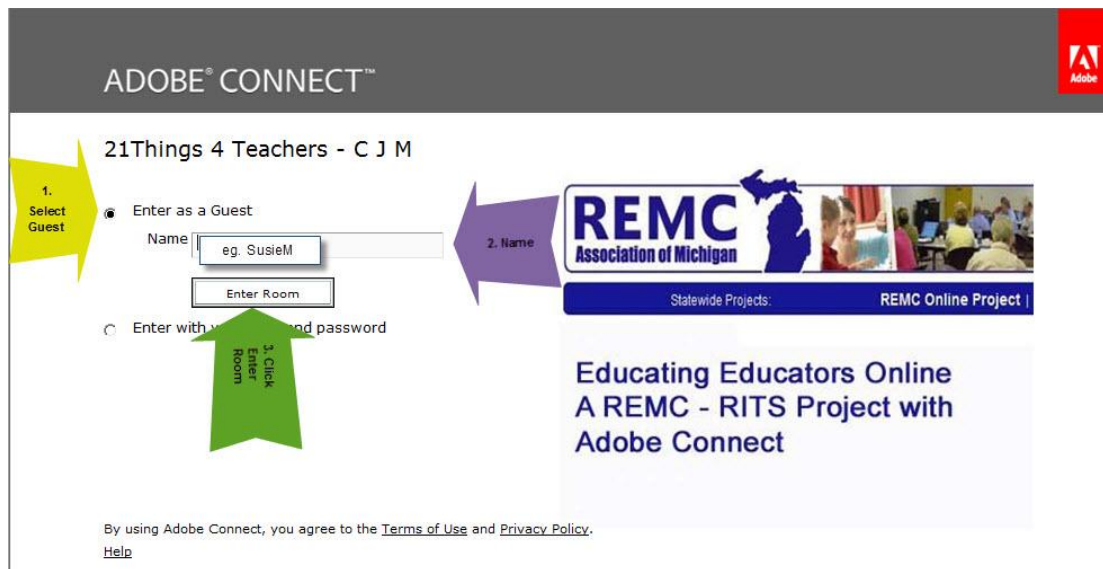 ADOBE® CONNECT™
Adobe
21Things 4 Teachers - C J M
1.
Select
Guest
Enter as a Guest
Name
eg. SusieM
2. Name
Enter Room
Enter with
and password
3. Click
Enter
Room
REMC
Association of Michigan
Statewide Projects:
REMC Online Project |
Educating Educators Online
A REMC - RITS Project with
Adobe Connect
By using Adobe Connect, you agree to the Terms of Use and Privacy Policy.
Help